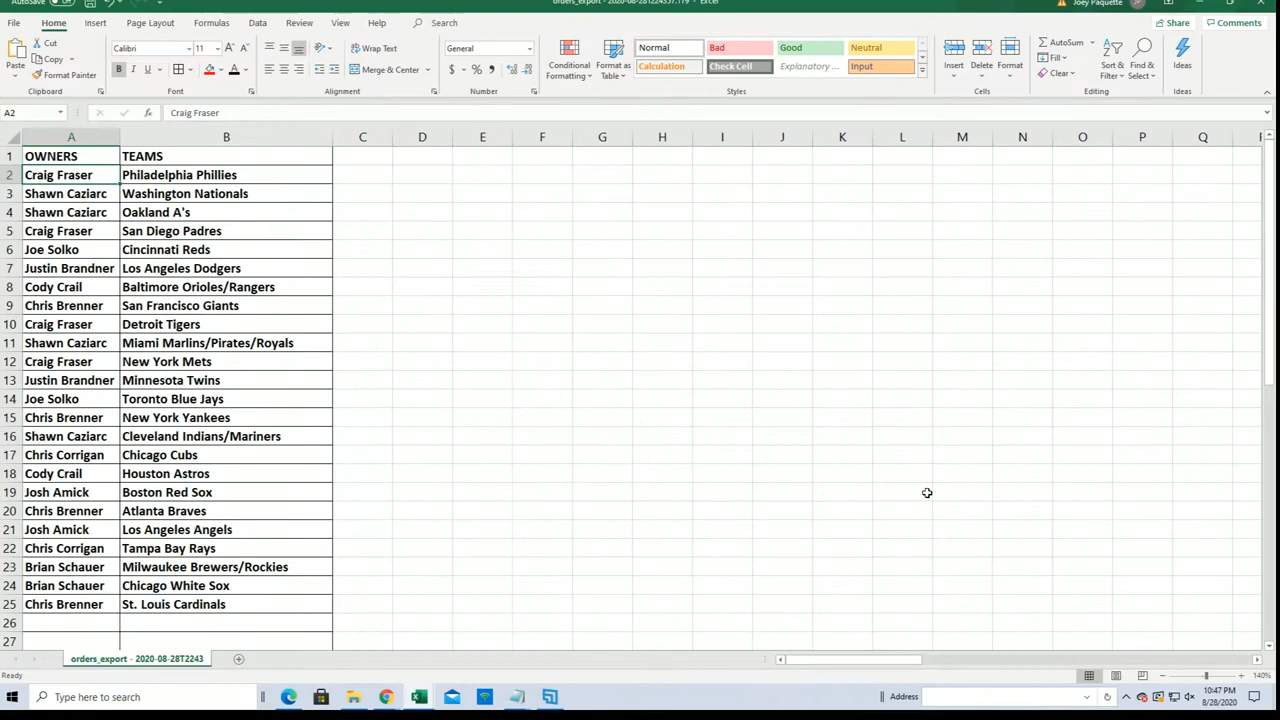 AutoSave Off orders_export - 2020-08-28T224357.179 - Excel Joey Paquette
File Home Insert Page Layout Formulas Data Review View Help Search Share Comments
Cut Calibri 11 Wrap Text General Normal Bad Good Neutral AutoSum
Copy Fill
Paste Format Painter Merge & Center Conditional Formatting Format as Table Calculation Check Cell Explanatory ... Input Insert Delete Format Clear Sort & Filter Find & Select Ideas
Clipboard Font Alignment Number Styles Cells Editing Ideas
A2 Craig Fraser
A B C D E F G H I J K L M N O P Q
1 OWNERS TEAMS
2 Craig Fraser Philadelphia Phillies
3 Shawn Caziarc Washington Nationals
4 Shawn Caziarc Oakland A's
5 Craig Fraser San Diego Padres
6 Joe Solko Cincinnati Reds
7 Justin Brandner Los Angeles Dodgers
8 Cody Crail Baltimore Orioles/Rangers
9 Chris Brenner San Francisco Giants
10 Craig Fraser Detroit Tigers
11 Shawn Caziarc Miami Marlins/Pirates/Royals
12 Craig Fraser New York Mets
13 Justin Brandner Minnesota Twins
14 Joe Solko Toronto Blue Jays
15 Chris Brenner New York Yankees
16 Shawn Caziarc Cleveland Indians/Mariners
17 Chris Corrigan Chicago Cubs
18 Cody Crail Houston Astros
19 Josh Amick Boston Red Sox
20 Chris Brenner Atlanta Braves
21 Josh Amick Los Angeles Angels
22 Chris Corrigan Tampa Bay Rays
23 Brian Schauer Milwaukee Brewers/Rockies
24 Brian Schauer Chicago White Sox
25 Chris Brenner St. Louis Cardinals
26
27
orders_export - 2020-08-28T2243
Ready 140%
Type here to search Address 10:47 PM
8/28/2020